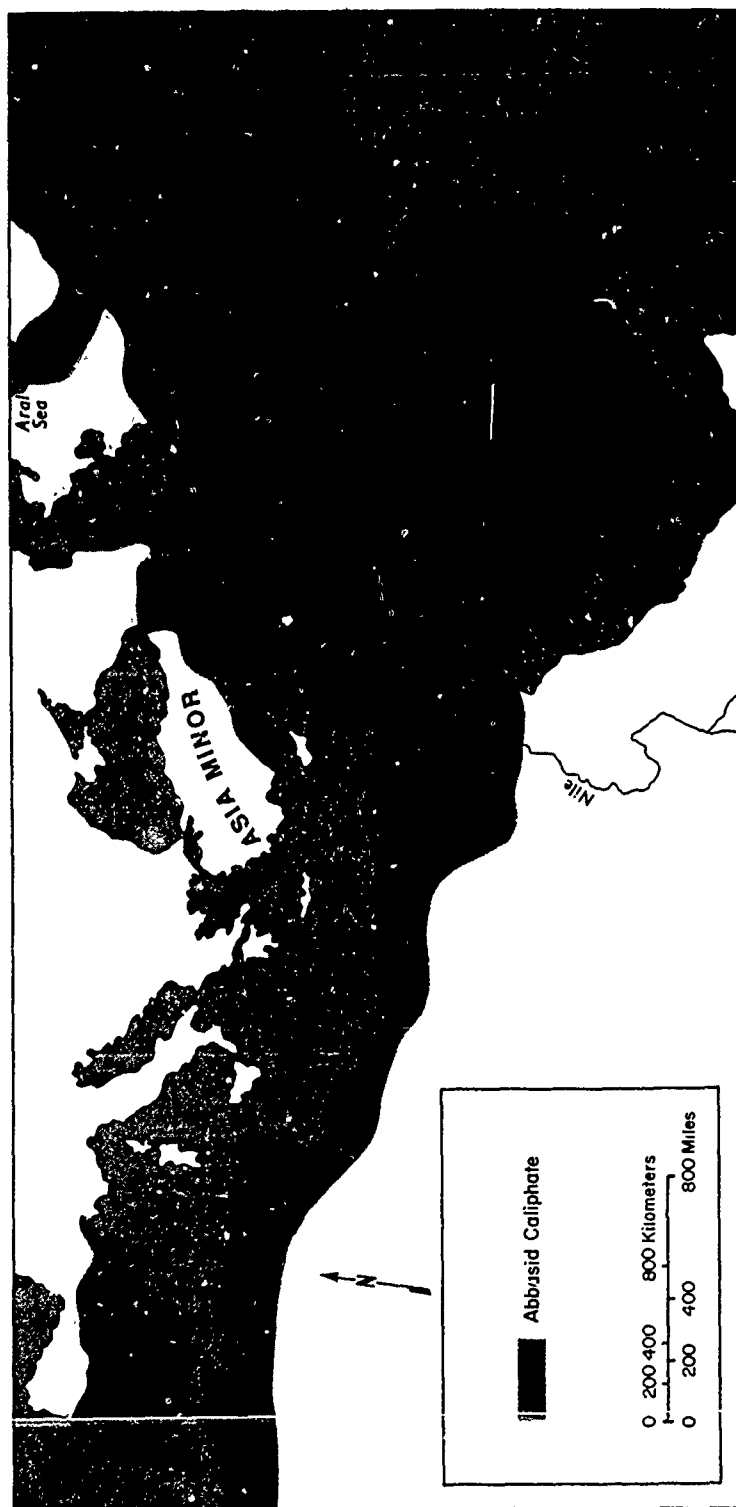 Aral
Sea
ASIA MINOR
Nile
N
Abbasid Caliphate
0 200 400 800 Kilometers
0 200 400 800 Miles